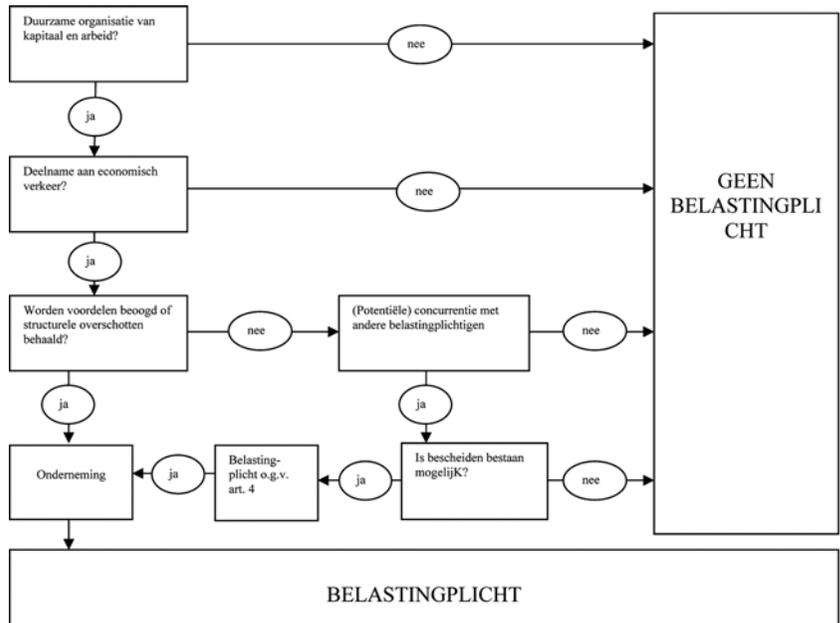 Duurzame organisatie van
kapitaal en arbeid?
nee
ja
Deelname aan economisch
verkeer?
nee
GEEN
BELASTINGPLI
CHT
ja
Worden voordelen beoogd of
structurele overschotten
behaald?
nee
(Potentiële) concurrentie met
andere belastingplichtigen
nee
ja
ja
Onderneming
ja
Belasting-
plicht o.g.v.
art. 4
ja
Is bescheiden bestaan
mogelijK?
nee
BELASTINGPLICHT